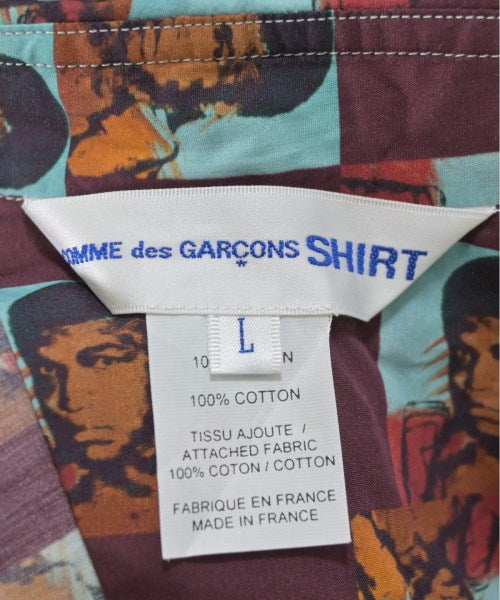 COMME des GARÇONS SHIRT
L
100% COTTON
TISSU AJOUTE /
ATTACHED FABRIC
100% COTON / COTTON
FABRIQUE EN FRANCE
MADE IN FRANCE